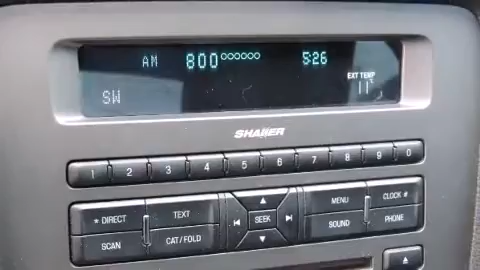 AM 800°°°°°° 5:26
EXT TEMP
SW 11°C
SHAKER
1 2 3 4 5 6 7 8 9 0
* DIRECT TEXT SEEK MENU CLOCK #
SCAN CAT/FOLD SOUND PHONE